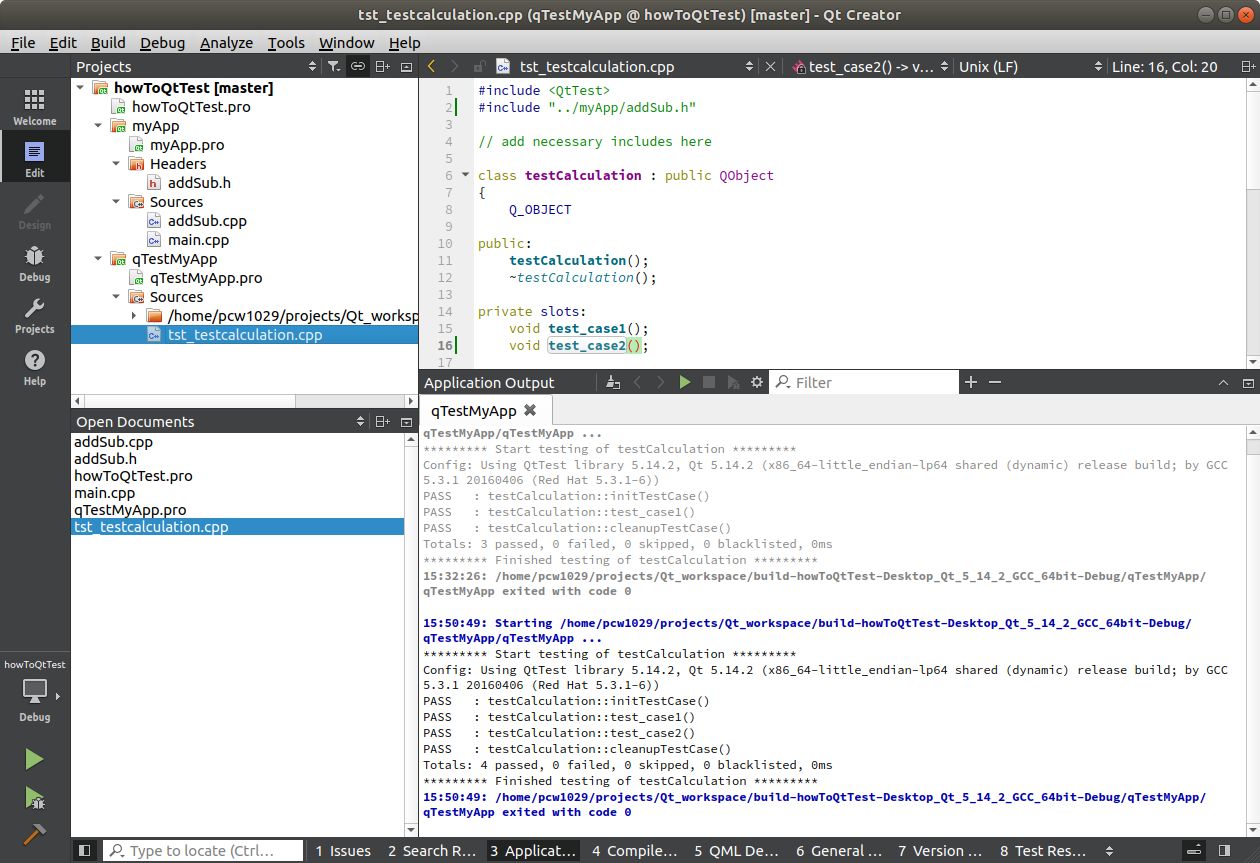 tst_testcalculation.cpp (qTestMyApp @ howToQtTest) [master] - Qt Creator
File Edit Build Debug Analyze Tools Window Help
Projects
tst_testcalculation.cpp
test_case2() -> v...
Unix (LF)
Line: 16, Col: 20
Welcome
Edit
Design
Debug
Projects
Help
howToQtTest [master]
howToQtTest.pro
myApp
myApp.pro
Headers
addSub.h
Sources
addSub.cpp
main.cpp
qTestMyApp
qTestMyApp.pro
Sources
/home/pcw1029/projects/Qt_worksp
tst_testcalculation.cpp
1 #include <QtTest>
2 #include "../myApp/addSub.h"
3
4 // add necessary includes here
5
6 class testCalculation : public QObject
7 {
8 Q_OBJECT
9
10 public:
11 testCalculation();
12 ~testCalculation();
13
14 private slots:
15 void test_case1();
16 void test_case2();
17
Open Documents
addSub.cpp
addSub.h
howToQtTest.pro
main.cpp
qTestMyApp.pro
tst_testcalculation.cpp
Application Output
Filter
qTestMyApp
qTestMyApp/qTestMyApp ...
********* Start testing of testCalculation *********
Config: Using QtTest library 5.14.2, Qt 5.14.2 (x86_64-little_endian-lp64 shared (dynamic) release build; by GCC
5.3.1 20160406 (Red Hat 5.3.1-6))
PASS   : testCalculation::initTestCase()
PASS   : testCalculation::test_case1()
PASS   : testCalculation::cleanupTestCase()
Totals: 3 passed, 0 failed, 0 skipped, 0 blacklisted, 0ms
********* Finished testing of testCalculation *********
15:32:26: /home/pcw1029/projects/Qt_workspace/build-howToQtTest-Desktop_Qt_5_14_2_GCC_64bit-Debug/qTestMyApp/
qTestMyApp exited with code 0
15:50:49: Starting /home/pcw1029/projects/Qt_workspace/build-howToQtTest-Desktop_Qt_5_14_2_GCC_64bit-Debug/
qTestMyApp/qTestMyApp ...
********* Start testing of testCalculation *********
Config: Using QtTest library 5.14.2, Qt 5.14.2 (x86_64-little_endian-lp64 shared (dynamic) release build; by GCC
5.3.1 20160406 (Red Hat 5.3.1-6))
PASS   : testCalculation::initTestCase()
PASS   : testCalculation::test_case1()
PASS   : testCalculation::test_case2()
PASS   : testCalculation::cleanupTestCase()
Totals: 4 passed, 0 failed, 0 skipped, 0 blacklisted, 0ms
********* Finished testing of testCalculation *********
15:50:49: /home/pcw1029/projects/Qt_workspace/build-howToQtTest-Desktop_Qt_5_14_2_GCC_64bit-Debug/qTestMyApp/
qTestMyApp exited with code 0
howToQtTest
Debug
Type to locate (Ctrl...
1 Issues 2 Search R... 3 Applicat... 4 Compile... 5 QML De... 6 General ... 7 Version ... 8 Test Res...